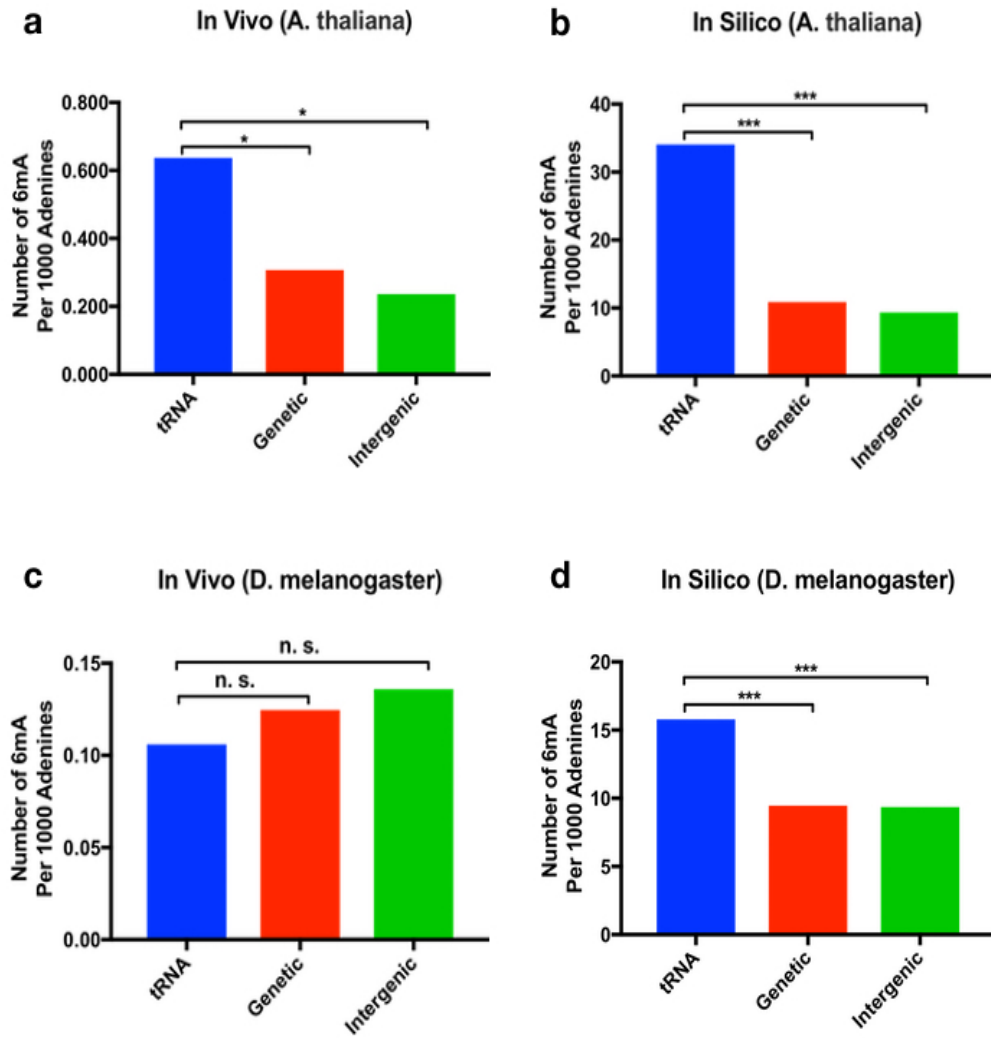 a
In Vivo (A. thaliana)
Number of 6mA
Per 1000 Adenines
0.800
0.600
0.400
0.200
0.000
*
*
tRNA
Genetic
Intergenic
b
In Silico (A. thaliana)
Number of 6mA
Per 1000 Adenines
40
30
20
10
0
***
***
tRNA
Genetic
Intergenic
c
In Vivo (D. melanogaster)
Number of 6mA
Per 1000 Adenines
0.15
0.10
0.05
0.00
n. s.
n. s.
tRNA
Genetic
Intergenic
d
In Silico (D. melanogaster)
Number of 6mA
Per 1000 Adenines
20
15
10
5
0
***
***
tRNA
Genetic
Intergenic